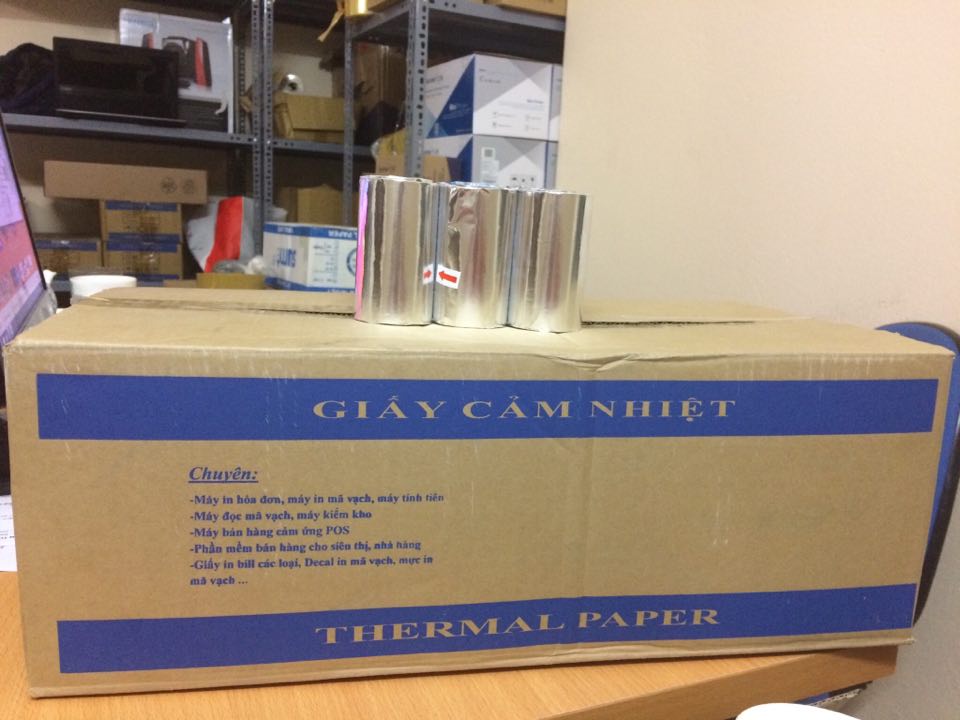 GIẤY CẢM NHIỆT
Chuyên:
-Máy in hóa đơn, máy in mã vạch, máy tính tiền
-Máy đọc mã vạch, máy kiểm kho
-Máy bán hàng cảm ứng POS
-Phần mềm bán hàng cho siêu thị, nhà hàng
-Giấy in bill các loại, Decal in mã vạch, mực in
mã vạch ...
THERMAL PAPER